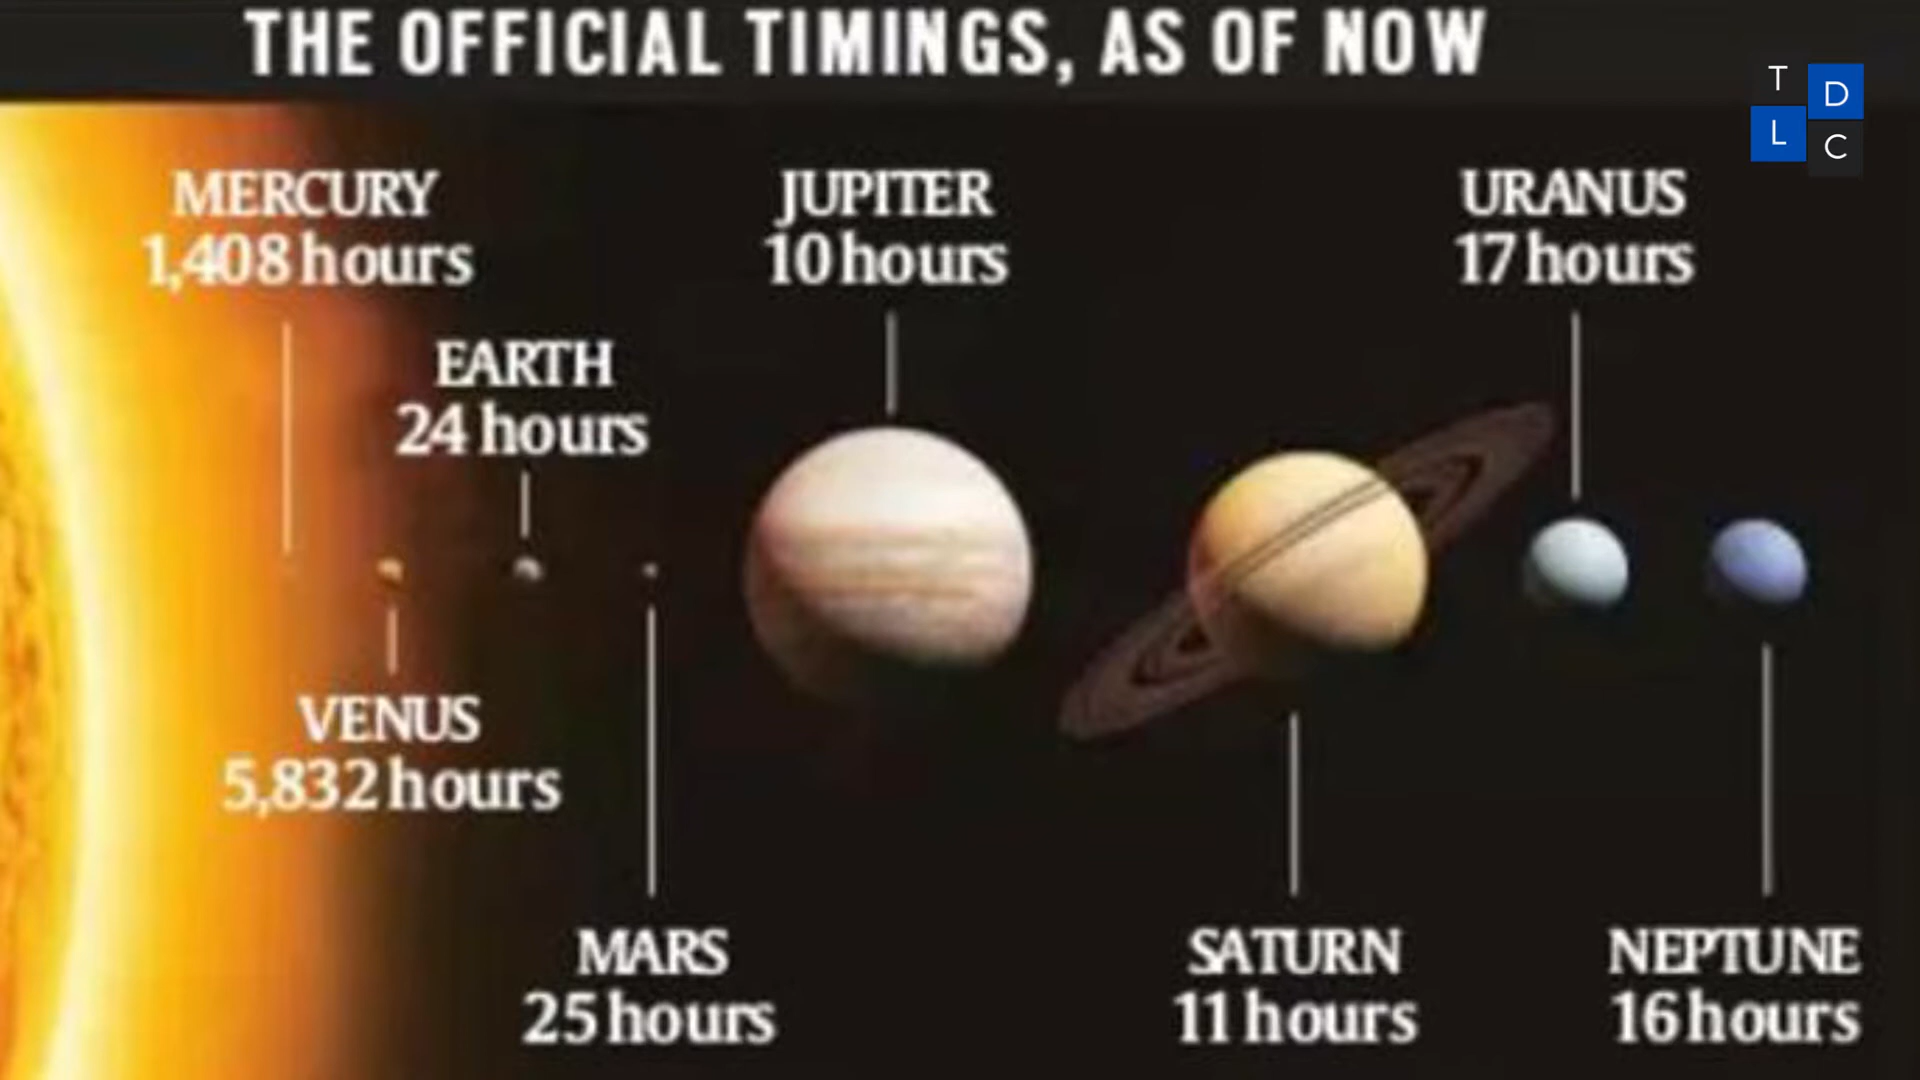 THE OFFICIAL TIMINGS, AS OF NOW
T D
L C
MERCURY
1,408 hours
JUPITER
10 hours
URANUS
17 hours
EARTH
24 hours
VENUS
5,832 hours
MARS
25 hours
SATURN
11 hours
NEPTUNE
16 hours